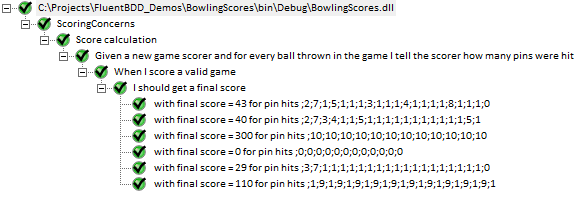 C:\Projects\FluentBDD_Demos\BowlingScores\bin\Debug\BowlingScores.dll
ScoringConcerns
Score calculation
Given a new game scorer and for every ball thrown in the game I tell the scorer how many pins were hit
When I score a valid game
I should get a final score
with final score = 43 for pin hits ;2;7;1;5;1;1;1;3;1;1;1;4;1;1;1;1;8;1;1;1;0
with final score = 40 for pin hits ;2;7;3;4;1;1;5;1;1;1;1;1;1;1;1;1;1;1;5;1
with final score = 300 for pin hits ;10;10;10;10;10;10;10;10;10;10;10;10
with final score = 0 for pin hits ;0;0;0;0;0;0;0;0;0;0;0
with final score = 29 for pin hits ;3;7;1;1;1;1;1;1;1;1;1;1;1;1;1;1;1;1;1;1;0
with final score = 110 for pin hits ;1;9;1;9;1;9;1;9;1;9;1;9;1;9;1;9;1;9;1;9;1